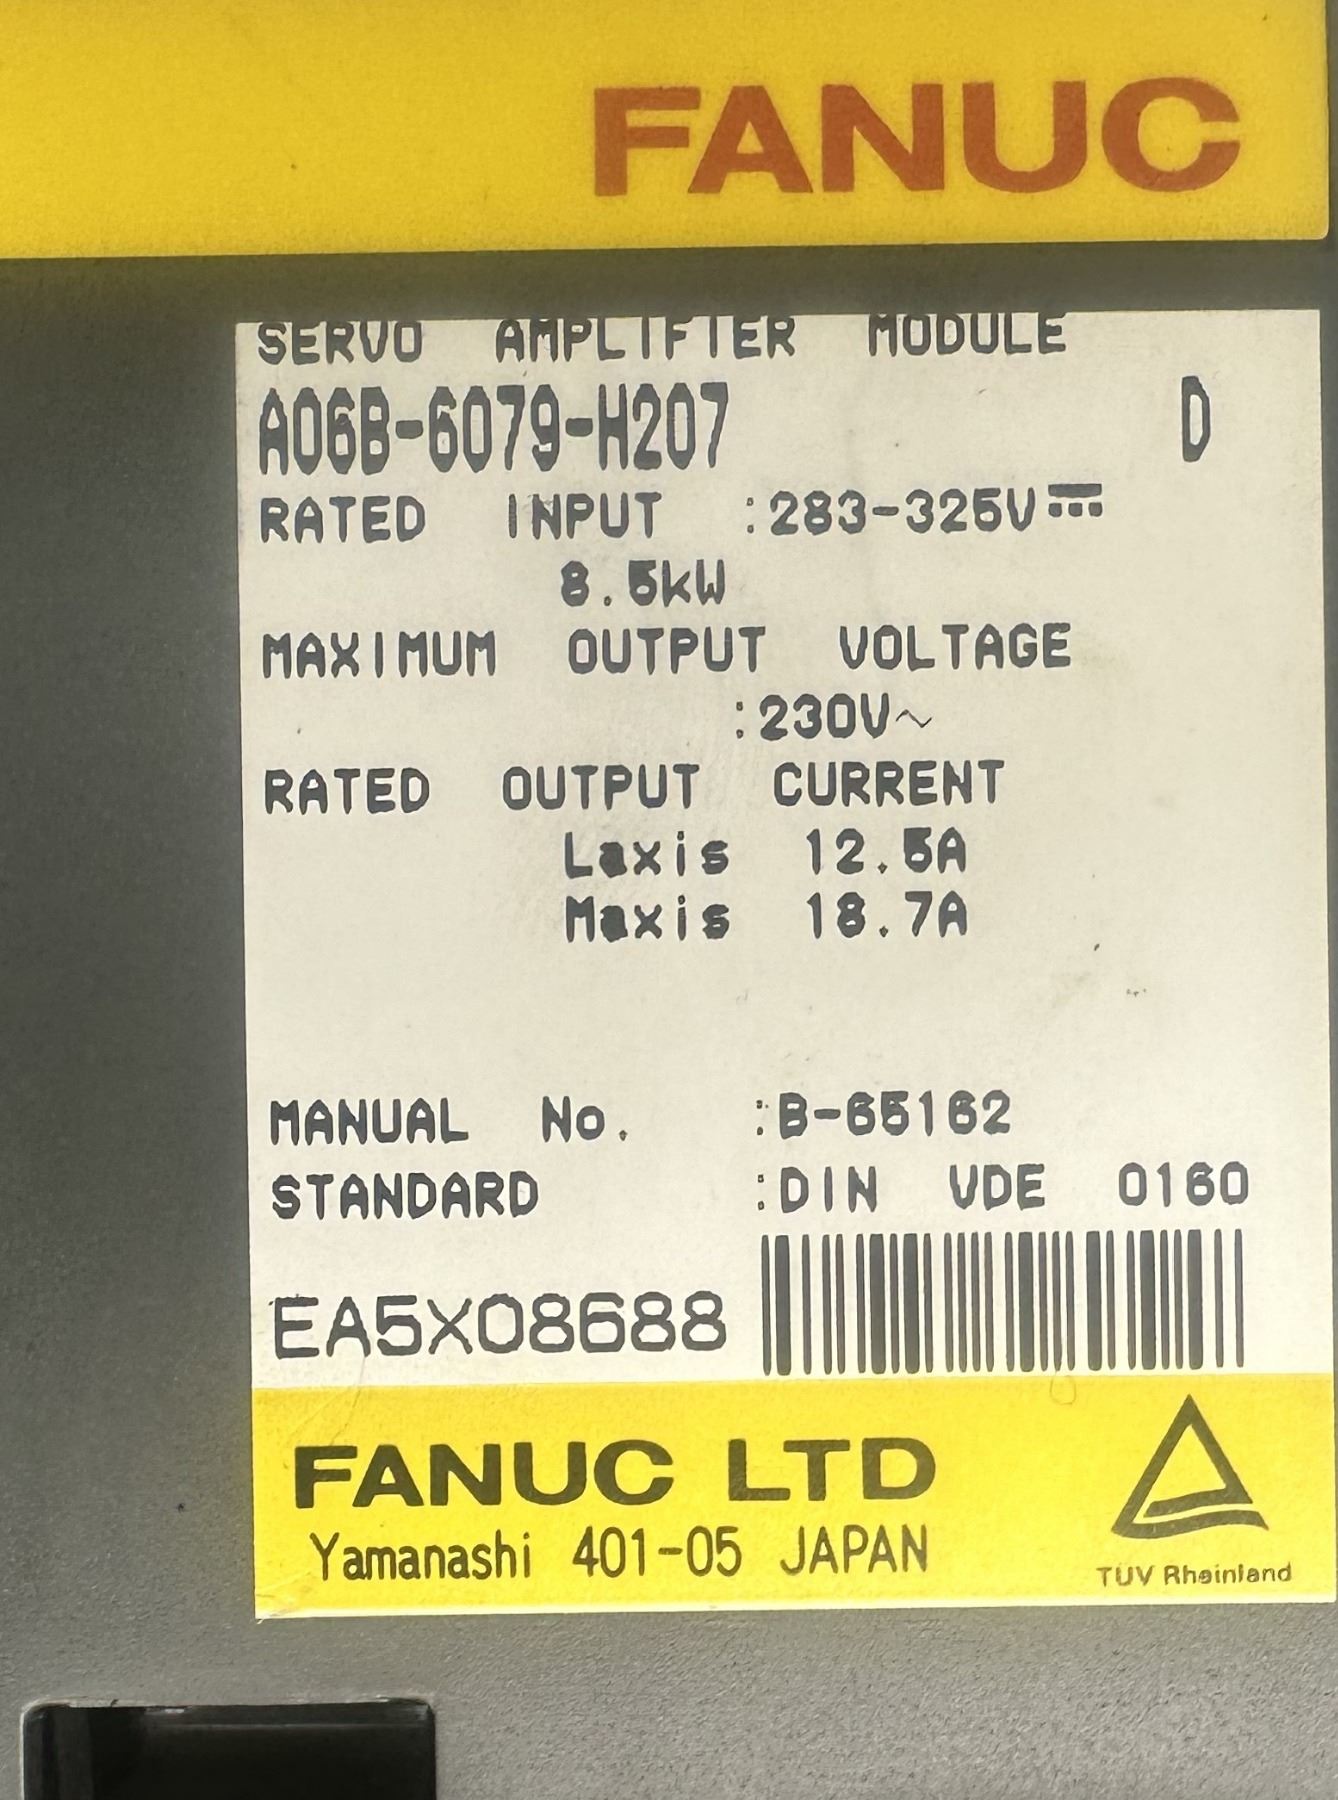 FANUC
SERVO AMPLIFIER MODULE
A06B-6079-H207 D
RATED INPUT :283-325V⎓
8.5kW
MAXIMUM OUTPUT VOLTAGE
:230V~
RATED OUTPUT CURRENT
Laxis 12.5A
Maxis 18.7A
MANUAL No. :B-65162
STANDARD :DIN VDE 0160
EA5X08688
FANUC LTD
Yamanashi 401-05 JAPAN
TUV Rheinland